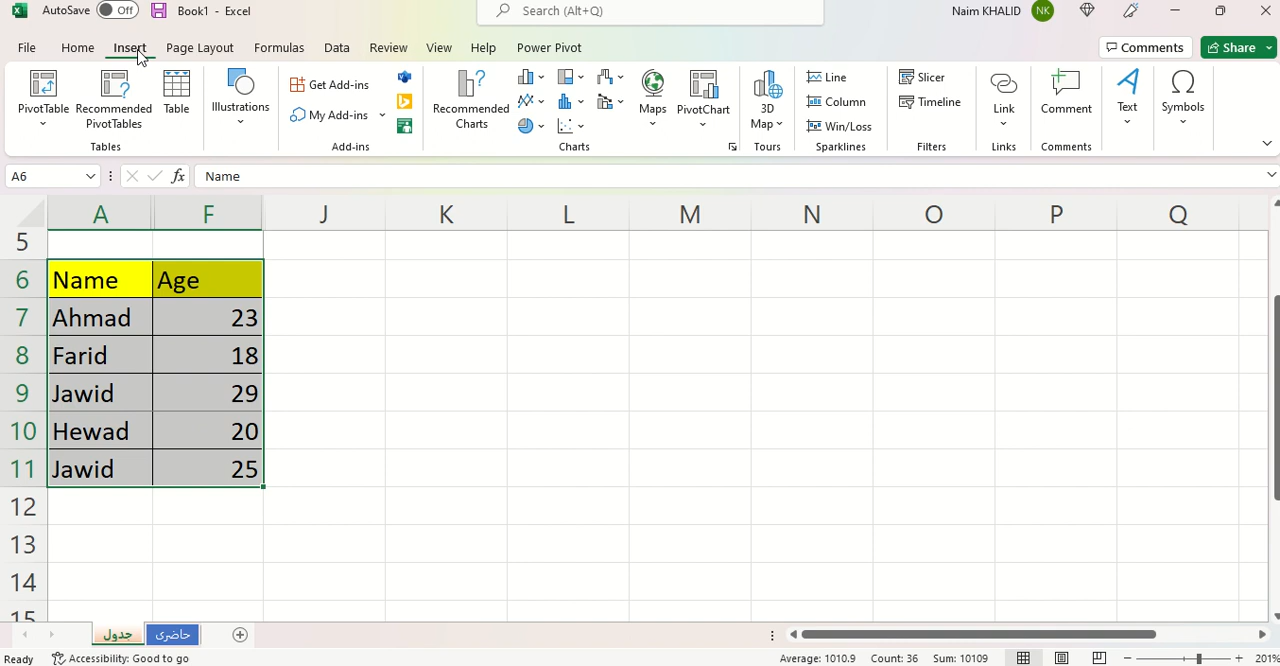 AutoSave Off Book1 - Excel Search (Alt+Q) Naim KHALID NK
File Home Insert Page Layout Formulas Data Review View Help Power Pivot Comments Share
PivotTable
Recommended PivotTables
Table
Tables
Illustrations
Get Add-ins
My Add-ins
Add-ins
Recommended Charts
Maps
PivotChart
Charts
3D Map
Tours
Line
Column
Win/Loss
Sparklines
Slicer
Timeline
Filters
Link
Links
Comment
Comments
Text
Symbols
A6 fx Name
A F J K L M N O P Q
5
6 Name Age
7 Ahmad 23
8 Farid 18
9 Jawid 29
10 Hewad 20
11 Jawid 25
12
13
14
15
جدول حاضری
Ready Accessibility: Good to go Average: 1010.9 Count: 36 Sum: 10109 201%